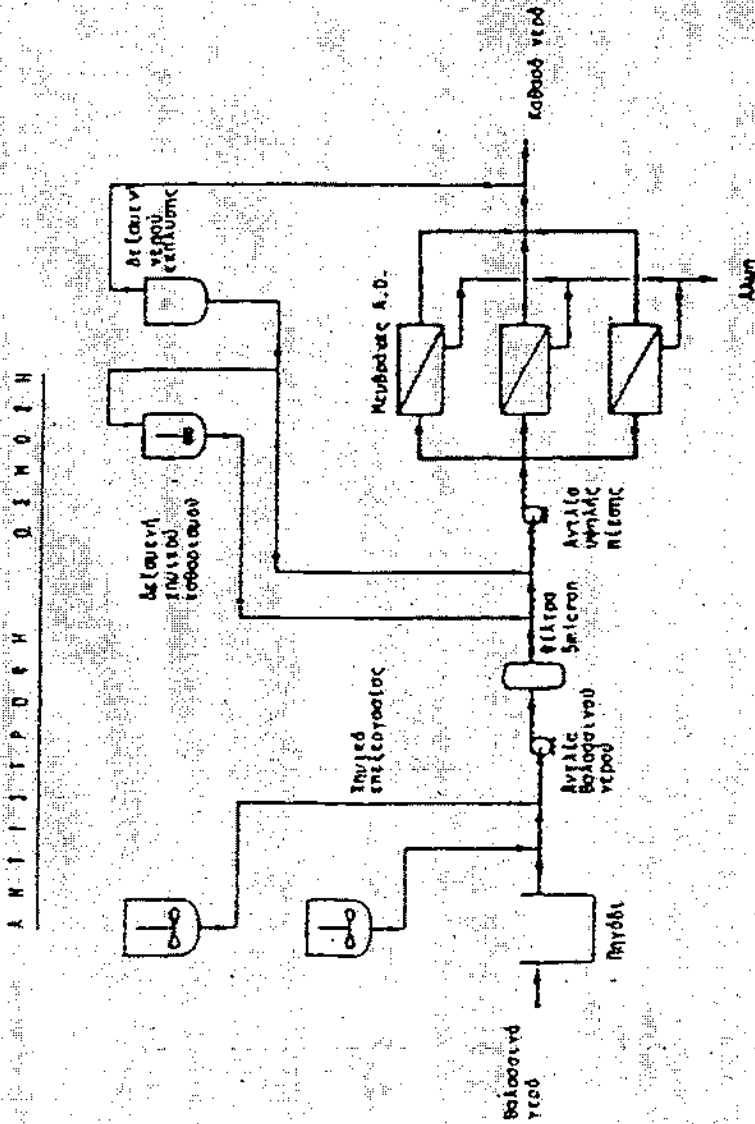 ΑΝΤΙΣΤΡΟΦΗ ΩΣΜΩΣΗ
Θαλασσινό
νερό
Πηγάδι
Χημικά
επεξεργασίας
Αντλία
θαλασσινού
νερού
Φίλτρα
5micron
Δεξαμενή
χημικού
καθαρισμού
Δεξαμενή
νερού
έκπλυσης
Αντλία
υψηλής
πίεσης
Μεμβράνες Α.Ο.
Καθαρό νερό
Άλμη